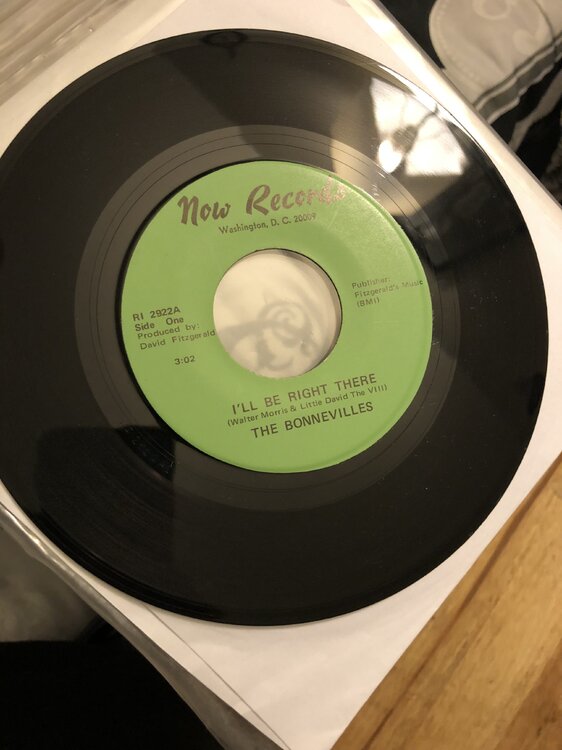 Now Records
Washington, D. C. 20009
Publisher:
Fitzgerald's Music
(BMI)
RI 2922A
Side One
Produced by:
David Fitzgerald
3:02
I'LL BE RIGHT THERE
(Walter Morris & Little David The VIII)
THE BONNEVILLES